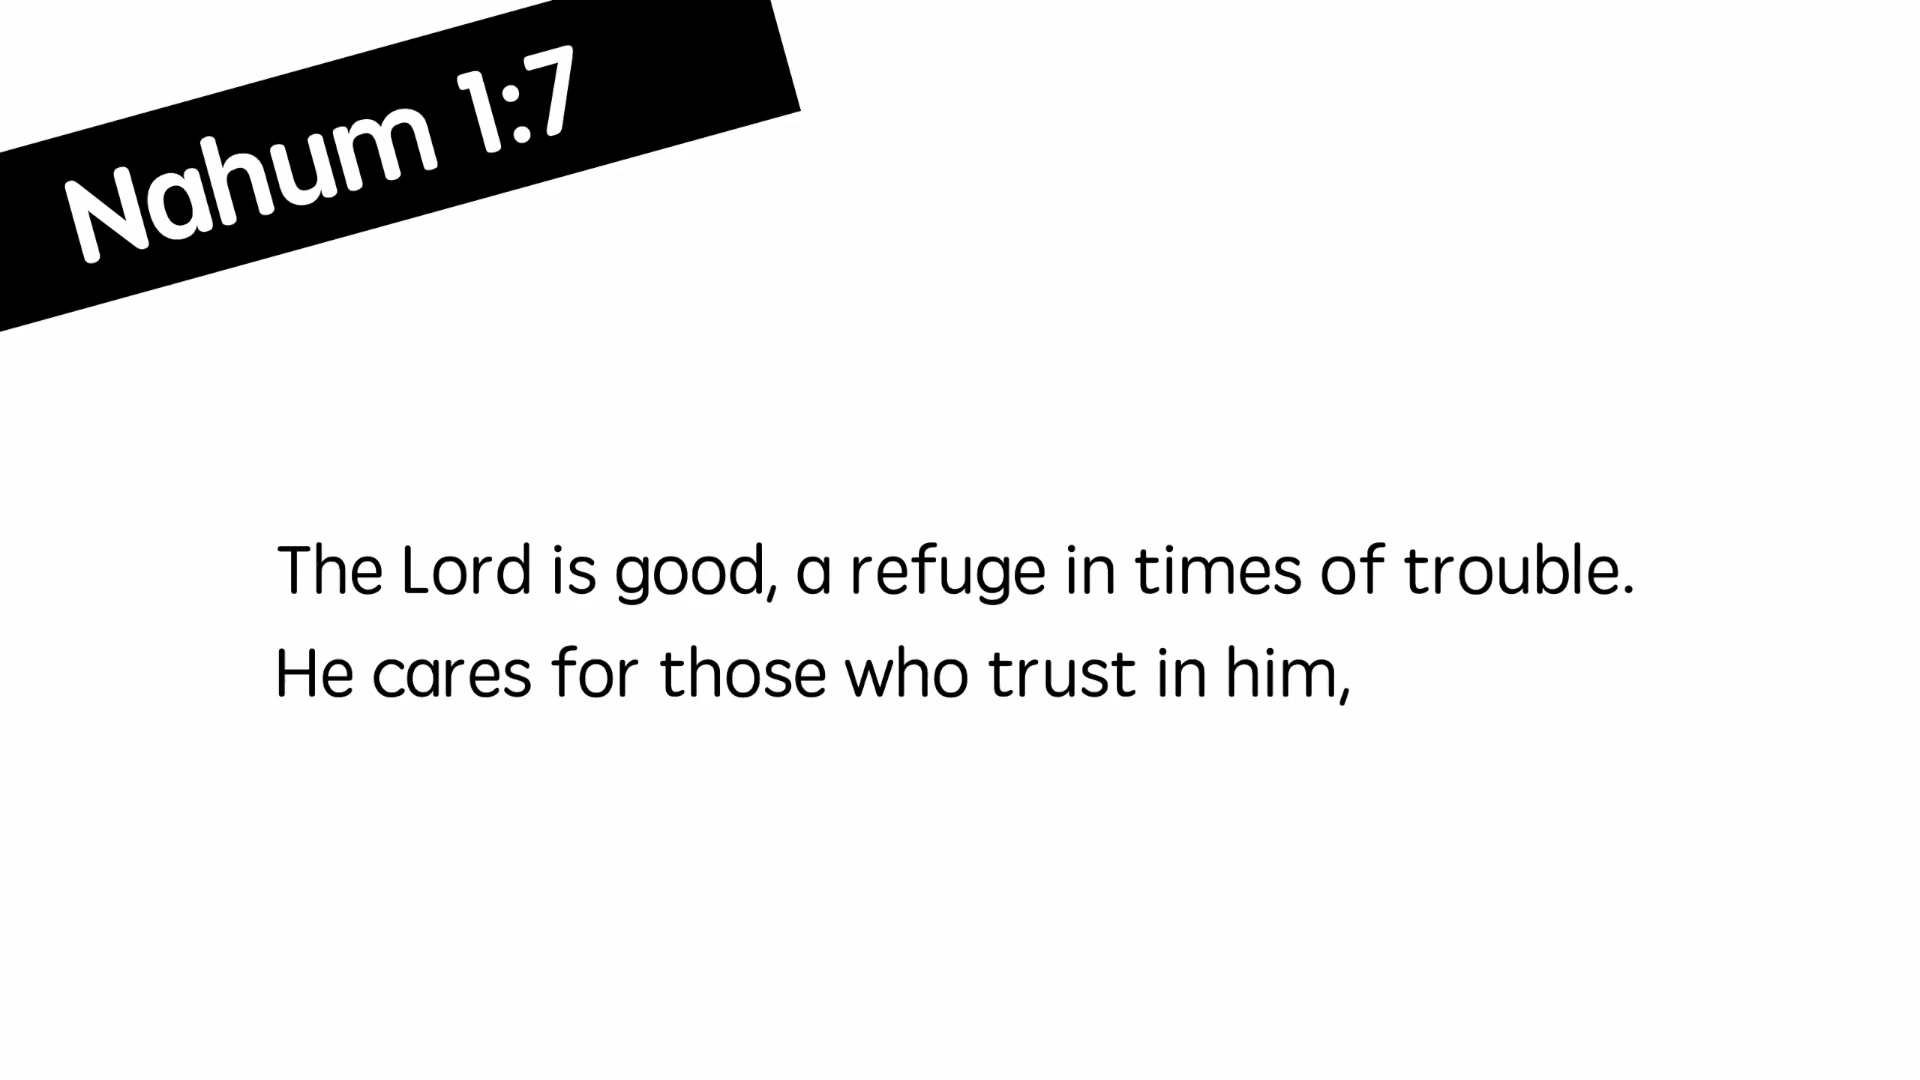 Nahum 1:7
The Lord is good, a refuge in times of trouble.
He cares for those who trust in him,